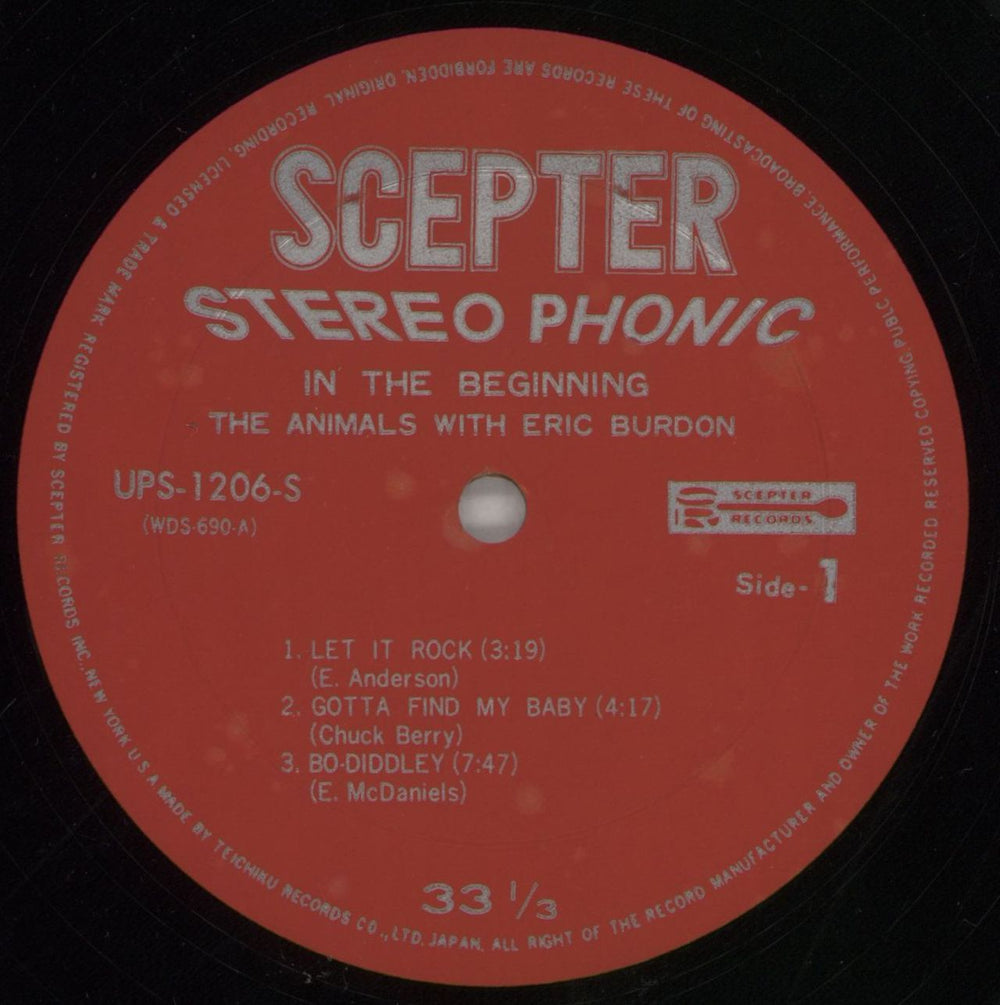 SCEPTER
STEREO PHONIC
IN THE BEGINNING
THE ANIMALS WITH ERIC BURDON
UPS-1206-S
(WDS-690-A)
SCEPTER
RECORDS
Side-1
1. LET IT ROCK (3:19)
(E. Anderson)
2. GOTTA FIND MY BABY (4:17)
(Chuck Berry)
3. BO-DIDDLEY (7:47)
(E. McDaniels)
33 1/3
ORIGINAL RECORDING, LICENSED & TRADE MARK REGISTERED BY SCEPTER RECORDS INC., NEW YORK U S A MADE BY TEICHIKU RECORDS CO., LTD. JAPAN, ALL RIGHT OF THE RECORD MANUFACTURER AND OWNER OF THE WORK RECORDED RESERVED COPYING PUBLIC PERFORMANCE, BROADCASTING OF THESE RECORDS ARE FORBIDDEN,